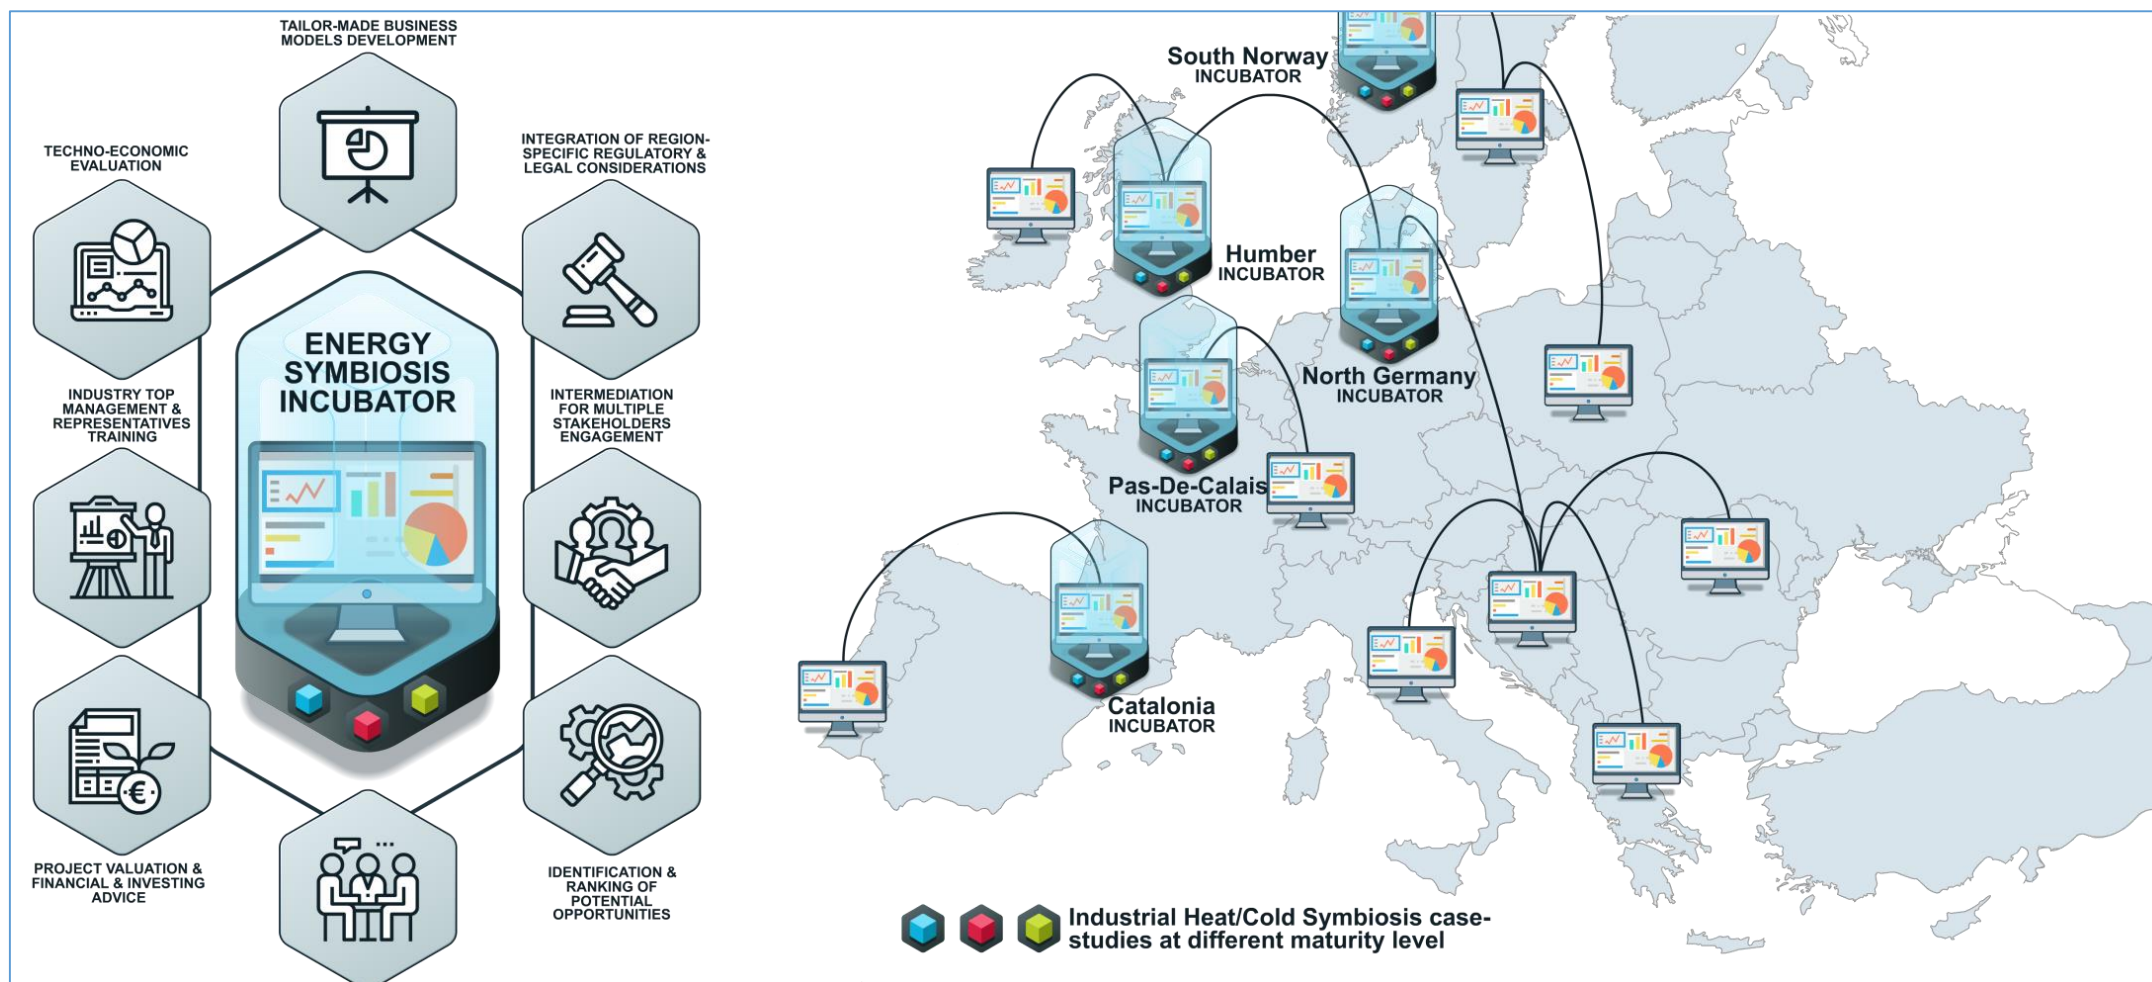 TAILOR-MADE BUSINESS
MODELS DEVELOPMENT
TECHNO-ECONOMIC
EVALUATION
INTEGRATION OF REGION-
SPECIFIC REGULATORY &
LEGAL CONSIDERATIONS
ENERGY
SYMBIOSIS
INCUBATOR
INDUSTRY TOP
MANAGEMENT &
REPRESENTATIVES
TRAINING
INTERMEDIATION
FOR MULTIPLE
STAKEHOLDERS
ENGAGEMENT
PROJECT VALUATION &
FINANCIAL & INVESTING
ADVICE
IDENTIFICATION &
RANKING OF
POTENTIAL
OPPORTUNITIES
South Norway
INCUBATOR
Humber
INCUBATOR
North Germany
INCUBATOR
Pas-De-Calais
INCUBATOR
Catalonia
INCUBATOR
Industrial Heat/Cold Symbiosis case-
studies at different maturity level